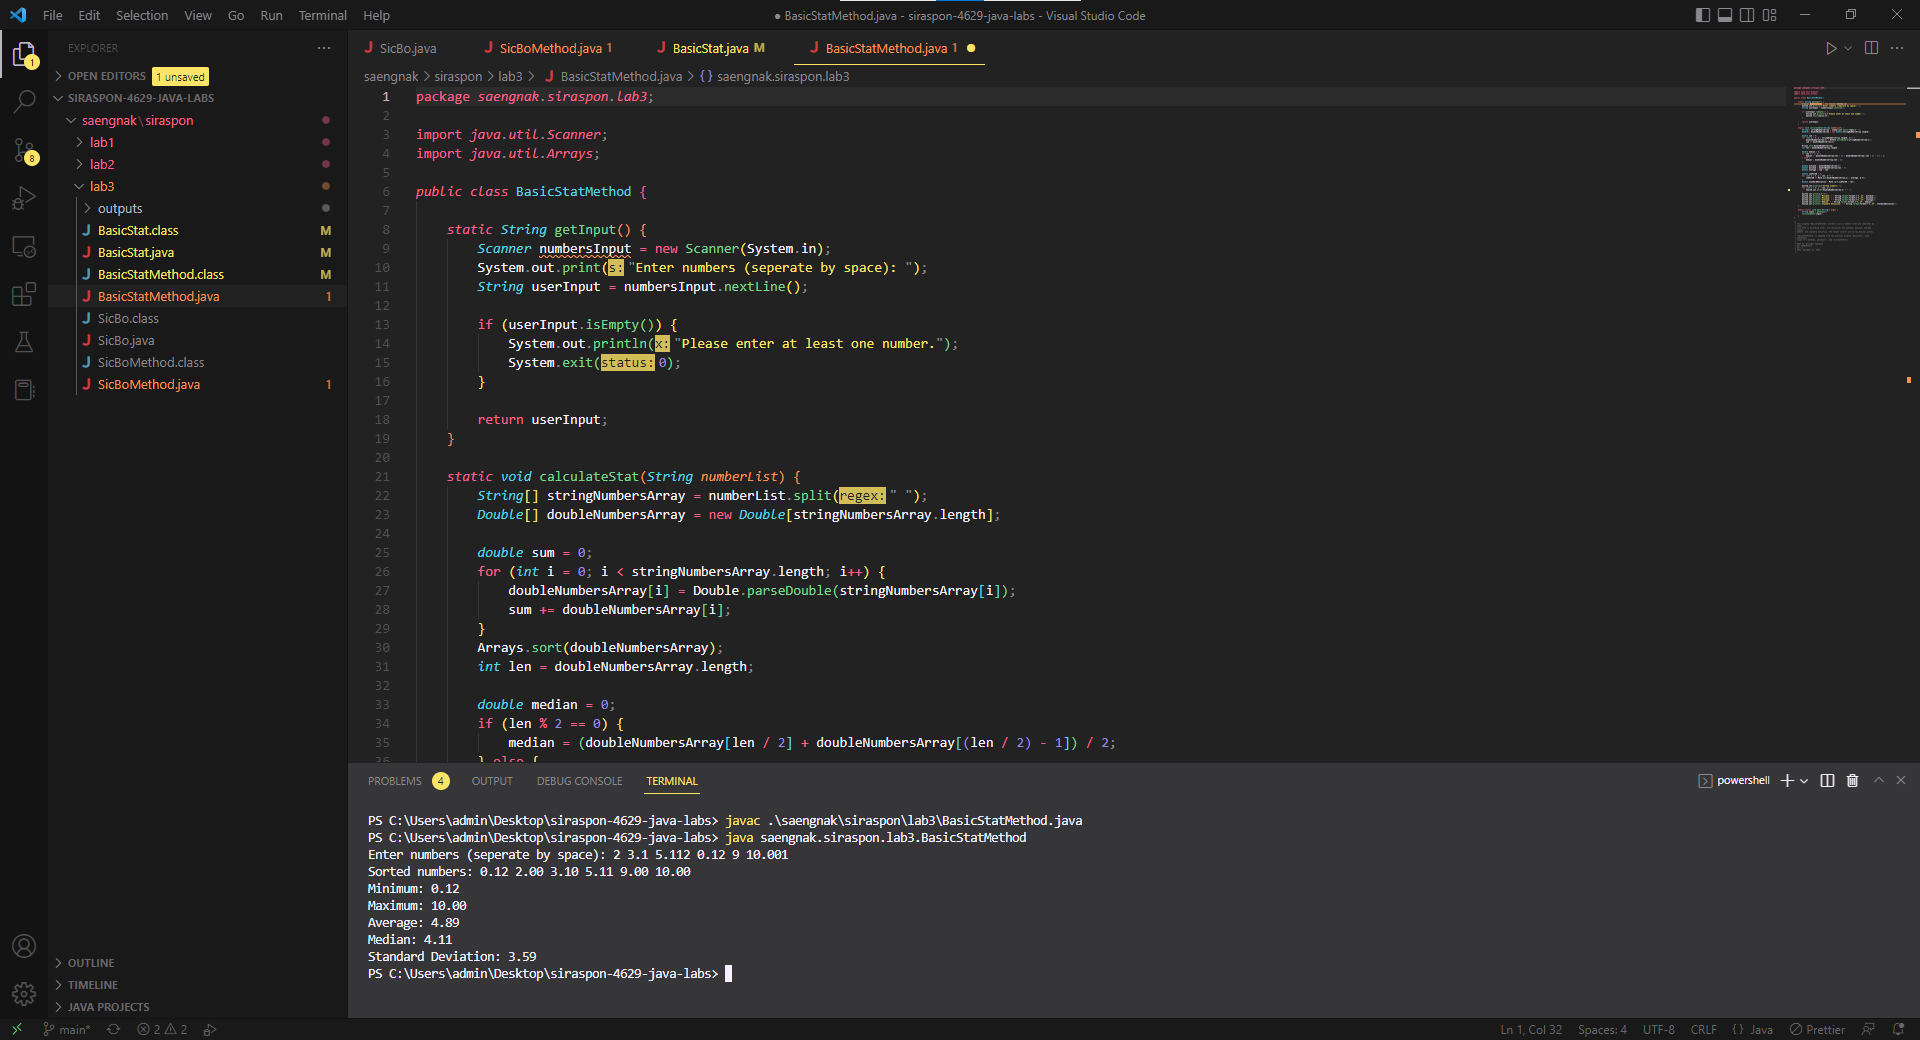 File Edit Selection View Go Run Terminal Help
● BasicStatMethod.java - siraspon-4629-java-labs - Visual Studio Code
EXPLORER
OPEN EDITORS 1 unsaved
SIRASPON-4629-JAVA-LABS
saengnak\siraspon
lab1
lab2
lab3
outputs
BasicStat.class M
BasicStat.java M
BasicStatMethod.class M
BasicStatMethod.java 1
SicBo.class
SicBo.java
SicBoMethod.class
SicBoMethod.java 1
OUTLINE
TIMELINE
JAVA PROJECTS
1
8
SicBo.java SicBoMethod.java 1 BasicStat.java M BasicStatMethod.java 1 ●
saengnak > siraspon > lab3 > BasicStatMethod.java > {} saengnak.siraspon.lab3
1 package saengnak.siraspon.lab3;
2
3 import java.util.Scanner;
4 import java.util.Arrays;
5
6 public class BasicStatMethod {
7
8 static String getInput() {
9 Scanner numbersInput = new Scanner(System.in);
10 System.out.print(s: "Enter numbers (seperate by space): ");
11 String userInput = numbersInput.nextLine();
12
13 if (userInput.isEmpty()) {
14 System.out.println(x: "Please enter at least one number.");
15 System.exit(status: 0);
16 }
17
18 return userInput;
19 }
20
21 static void calculateStat(String numberList) {
22 String[] stringNumbersArray = numberList.split(regex: " ");
23 Double[] doubleNumbersArray = new Double[stringNumbersArray.length];
24
25 double sum = 0;
26 for (int i = 0; i < stringNumbersArray.length; i++) {
27 doubleNumbersArray[i] = Double.parseDouble(stringNumbersArray[i]);
28 sum += doubleNumbersArray[i];
29 }
30 Arrays.sort(doubleNumbersArray);
31 int len = doubleNumbersArray.length;
32
33 double median = 0;
34 if (len % 2 == 0) {
35 median = (doubleNumbersArray[len / 2] + doubleNumbersArray[(len / 2) - 1]) / 2;
36 } else {
PROBLEMS 4 OUTPUT DEBUG CONSOLE TERMINAL
powershell
PS C:\Users\admin\Desktop\siraspon-4629-java-labs> javac .\saengnak\siraspon\lab3\BasicStatMethod.java
PS C:\Users\admin\Desktop\siraspon-4629-java-labs> java saengnak.siraspon.lab3.BasicStatMethod
Enter numbers (seperate by space): 2 3.1 5.112 0.12 9 10.001
Sorted numbers: 0.12 2.00 3.10 5.11 9.00 10.00
Minimum: 0.12
Maximum: 10.00
Average: 4.89
Median: 4.11
Standard Deviation: 3.59
PS C:\Users\admin\Desktop\siraspon-4629-java-labs>
main* 2 2
Ln 1, Col 32 Spaces: 4 UTF-8 CRLF {} Java Prettier